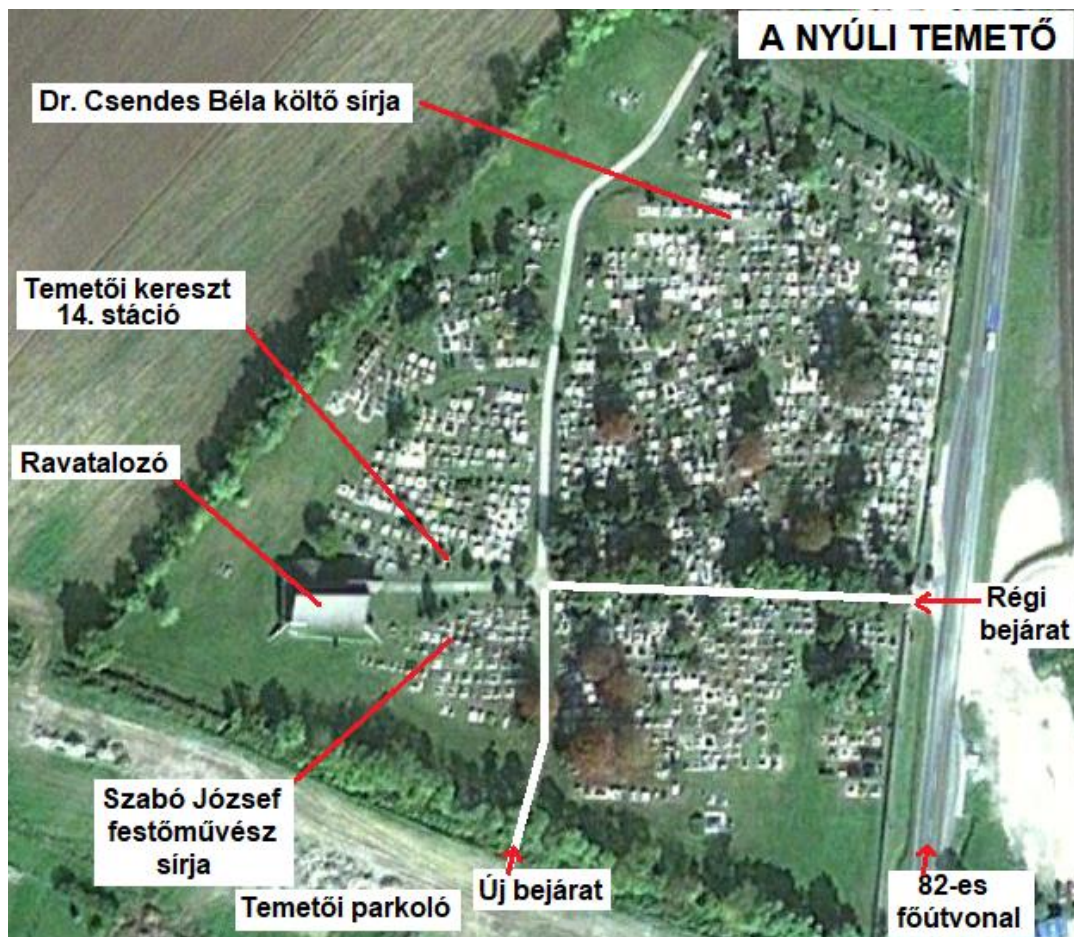 A NYÚLI TEMETŐ
Dr. Csendes Béla költő sírja
Temetői kereszt
14. stáció
Ravatalozó
Régi
bejárat
Szabó József
festőművész
sírja
Temetői parkoló
Új bejárat
82-es
főútvonal